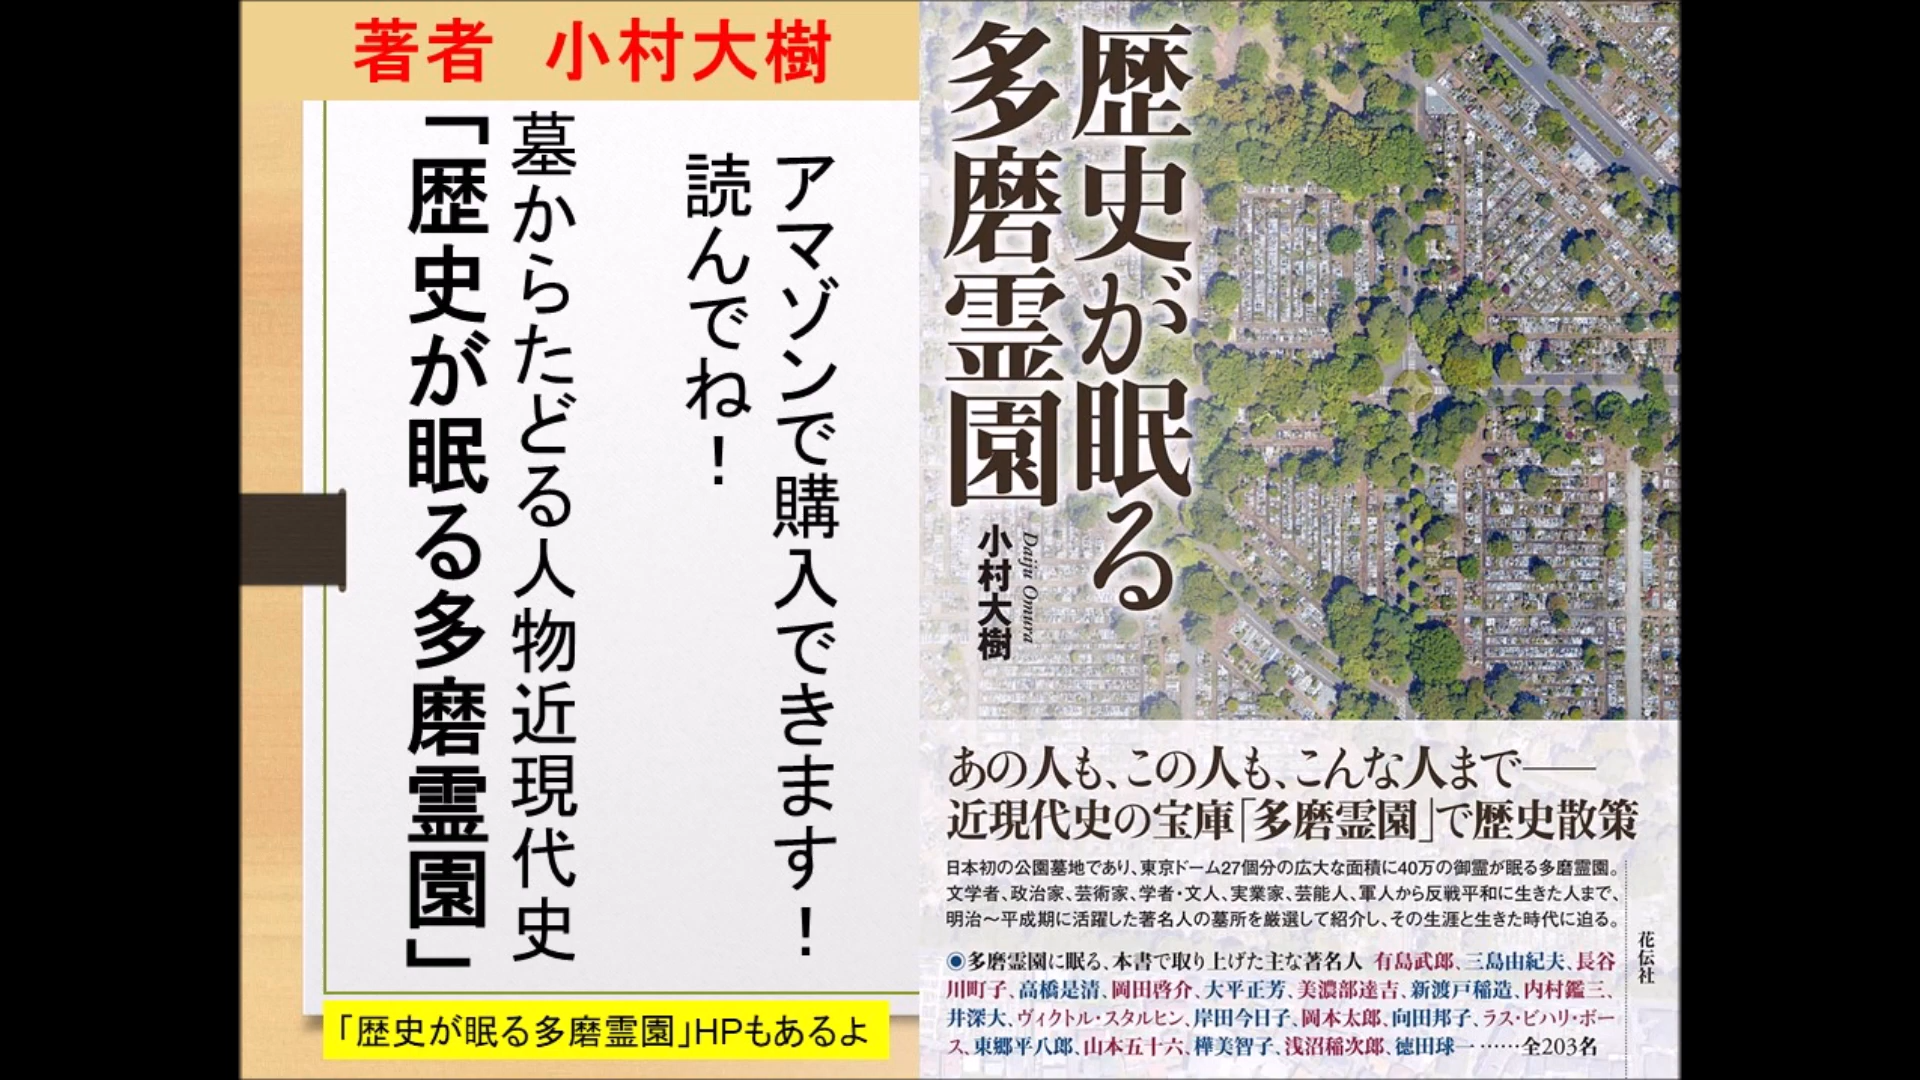 著者　小村大樹
アマゾンで購入できます！
読んでね！
墓からたどる人物近現代史
「歴史が眠る多磨霊園」
「歴史が眠る多磨霊園」HPもあるよ
歴史が眠る
多磨霊園
Daiju Omura
小村大樹
あの人も、この人も、こんな人まで――
近現代史の宝庫「多磨霊園」で歴史散策
日本初の公園墓地であり、東京ドーム27個分の広大な面積に40万の御霊が眠る多磨霊園。
文学者、政治家、芸術家、学者・文人、実業家、芸能人、軍人から反戦平和に生きた人まで、
明治～平成期に活躍した著名人の墓所を厳選して紹介し、その生涯と生きた時代に迫る。
◉多磨霊園に眠る、本書で取り上げた主な著名人 有島武郎、三島由紀夫、長谷
川町子、高橋是清、岡田啓介、大平正芳、美濃部達吉、新渡戸稲造、内村鑑三、
井深大、ヴィクトル・スタルヒン、岸田今日子、岡本太郎、向田邦子、ラス・ビハリ・ボー
ス、東郷平八郎、山本五十六、樺美智子、浅沼稲次郎、徳田球一……全203名
花伝社